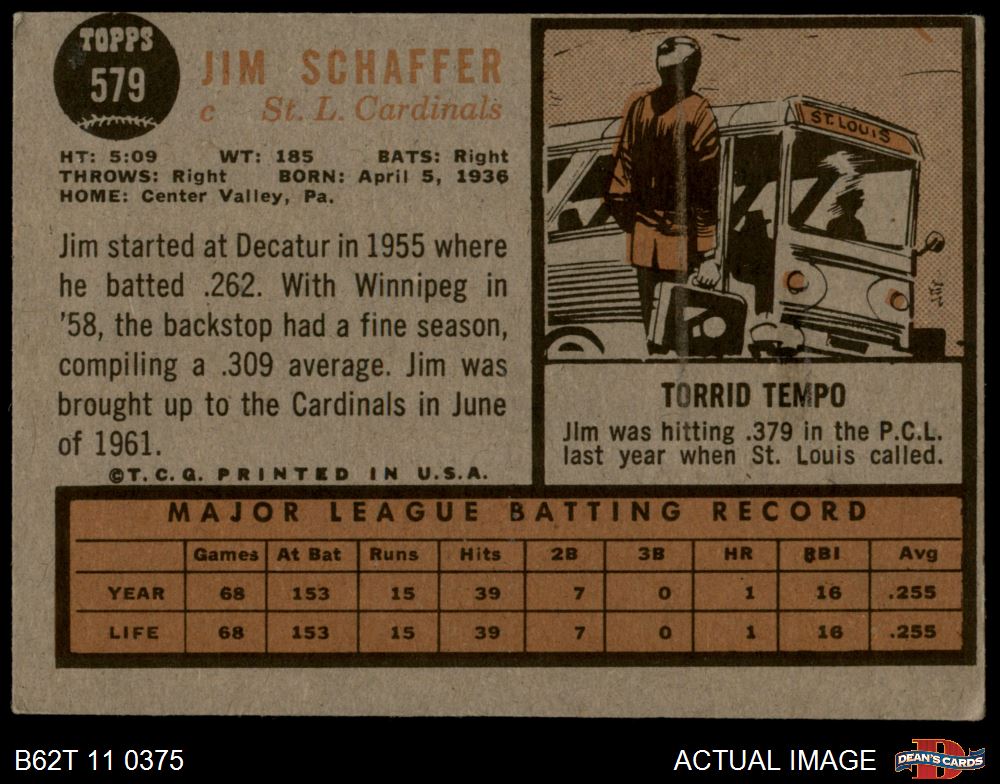 TOPPS
579
JIM SCHAFFER
c St. L. Cardinals
HT: 5:09 WT: 185 BATS: Right
THROWS: Right BORN: April 5, 1936
HOME: Center Valley, Pa.
Jim started at Decatur in 1955 where
he batted .262. With Winnipeg in
'58, the backstop had a fine season,
compiling a .309 average. Jim was
brought up to the Cardinals in June
of 1961.
©T.C.G. PRINTED IN U.S.A.
ST. LOUIS
TORRID TEMPO
JIm was hitting .379 in the P.C.L.
last year when St. Louis called.
MAJOR LEAGUE BATTING RECORD
Games At Bat Runs Hits 2B 3B HR RBI Avg
YEAR 68 153 15 39 7 0 1 16 .255
LIFE 68 153 15 39 7 0 1 16 .255
B62T 11 0375 ACTUAL IMAGE
DEAN'S CARDS